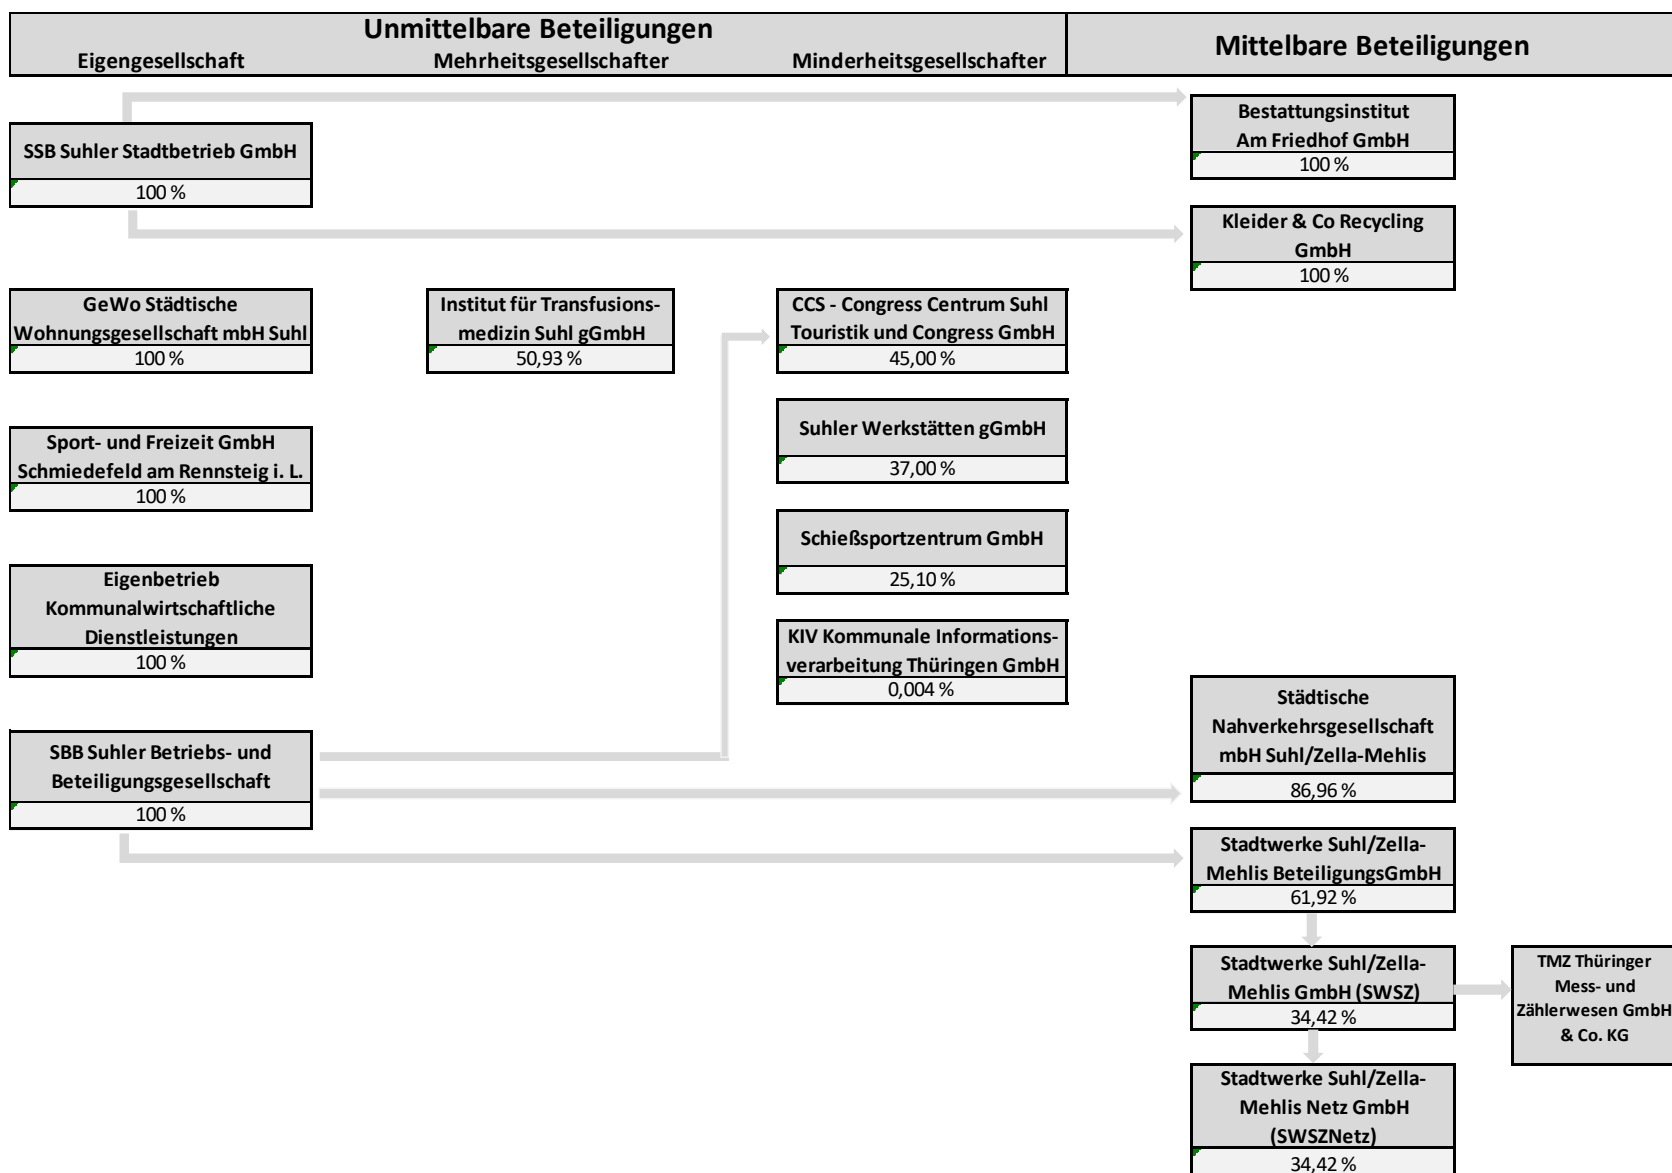 Unmittelbare Beteiligungen
Eigengesellschaft
Mehrheitsgesellschafter
Minderheitsgesellschafter
Mittelbare Beteiligungen
SSB Suhler Stadtbetrieb GmbH
100 %
Bestattungsinstitut
Am Friedhof GmbH
100 %
Kleider & Co Recycling
GmbH
100 %
GeWo Städtische
Wohnungsgesellschaft mbH Suhl
100 %
Institut für Transfusions-
medizin Suhl gGmbH
50,93 %
CCS - Congress Centrum Suhl
Touristik und Congress GmbH
45,00 %
Suhler Werkstätten gGmbH
37,00 %
Sport- und Freizeit GmbH
Schmiedefeld am Rennsteig i. L.
100 %
Schießsportzentrum GmbH
25,10 %
Eigenbetrieb
Kommunalwirtschaftliche
Dienstleistungen
100 %
KIV Kommunale Informations-
verarbeitung Thüringen GmbH
0,004 %
Städtische
Nahverkehrsgesellschaft
mbH Suhl/Zella-Mehlis
86,96 %
SBB Suhler Betriebs- und
Beteiligungsgesellschaft
100 %
Stadtwerke Suhl/Zella-
Mehlis BeteiligungsGmbH
61,92 %
Stadtwerke Suhl/Zella-
Mehlis GmbH (SWSZ)
34,42 %
TMZ Thüringer
Mess- und
Zählerwesen GmbH
& Co. KG
Stadtwerke Suhl/Zella-
Mehlis Netz GmbH
(SWSZNetz)
34,42 %